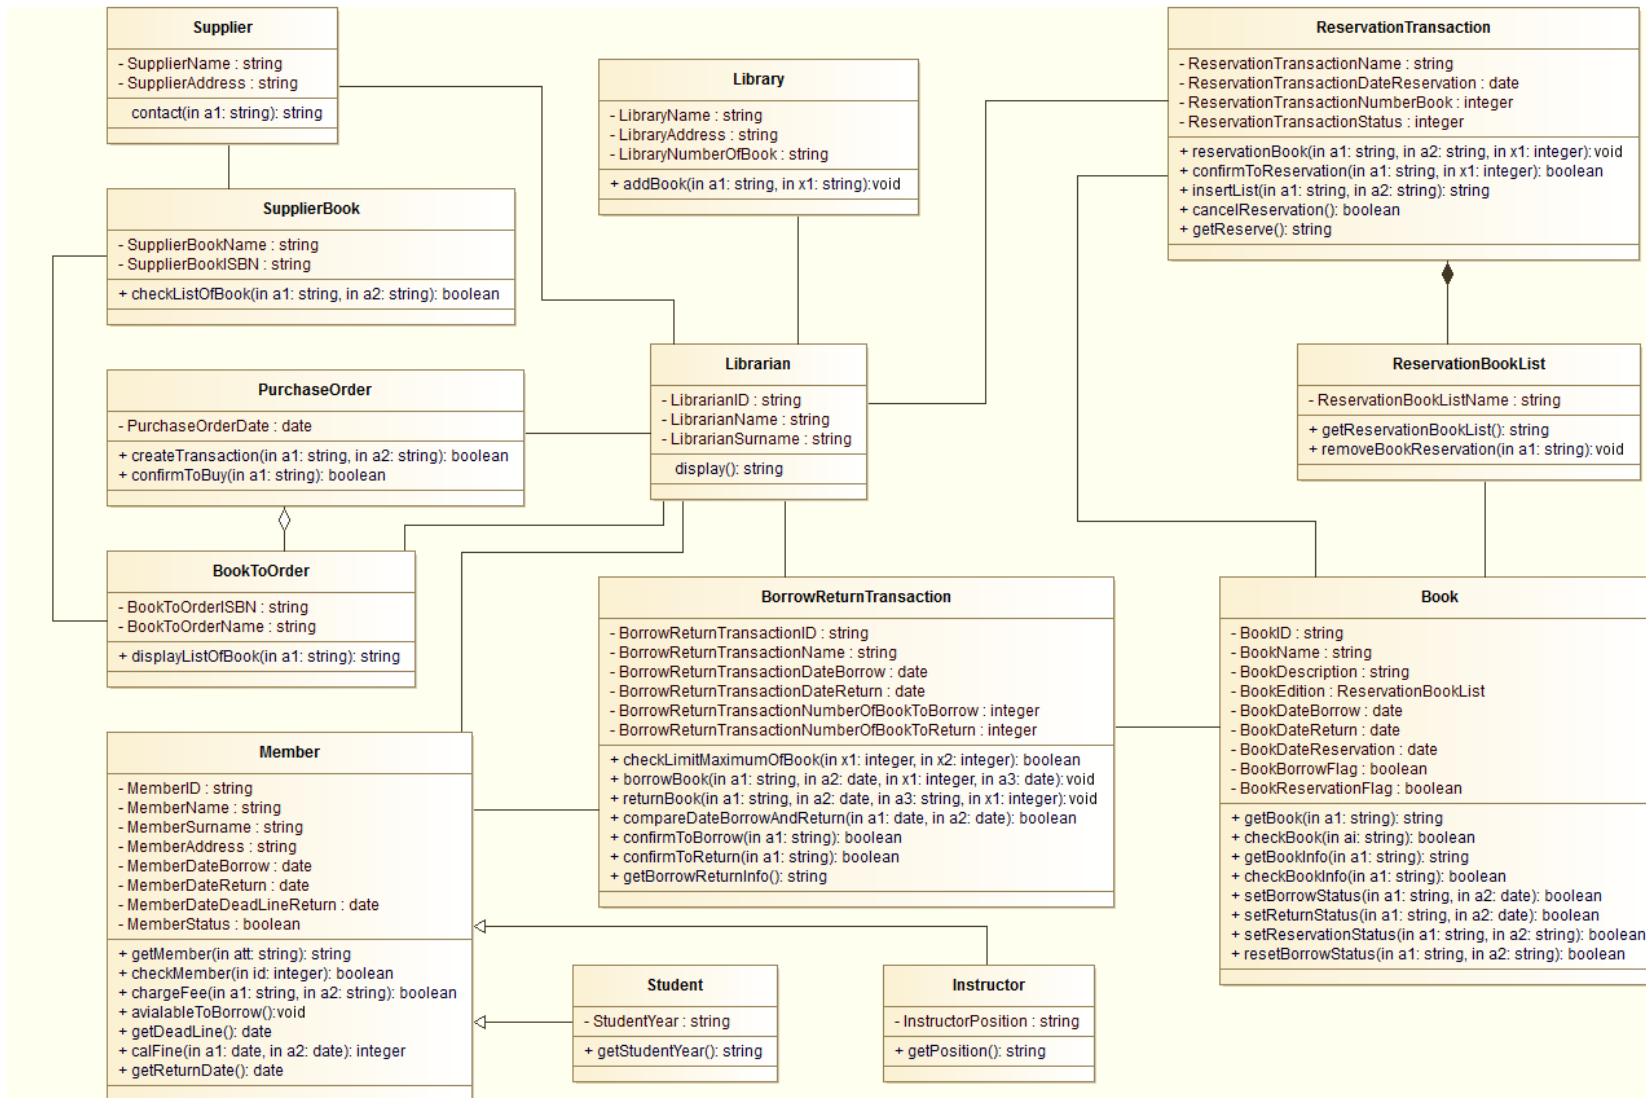 Supplier
- SupplierName : string
- SupplierAddress : string
contact(in a1: string): string
SupplierBook
- SupplierBookName : string
- SupplierBookISBN : string
+ checkListOfBook(in a1: string, in a2: string): boolean
PurchaseOrder
- PurchaseOrderDate : date
+ createTransaction(in a1: string, in a2: string): boolean
+ confirmToBuy(in a1: string): boolean
BookToOrder
- BookToOrderISBN : string
- BookToOrderName : string
+ displayListOfBook(in a1: string): string
Member
- MemberID : string
- MemberName : string
- MemberSurname : string
- MemberAddress : string
- MemberDateBorrow : date
- MemberDateReturn : date
- MemberDateDeadLineReturn : date
- MemberStatus : boolean
+ getMember(in att: string): string
+ checkMember(in id: integer): boolean
+ chargeFee(in a1: string, in a2: string): boolean
+ avialableToBorrow():void
+ getDeadLine(): date
+ calFine(in a1: date, in a2: date): integer
+ getReturnDate(): date
Library
- LibraryName : string
- LibraryAddress : string
- LibraryNumberOfBook : string
+ addBook(in a1: string, in x1: string):void
Librarian
- LibrarianID : string
- LibrarianName : string
- LibrarianSurname : string
display(): string
BorrowReturnTransaction
- BorrowReturnTransactionID : string
- BorrowReturnTransactionName : string
- BorrowReturnTransactionDateBorrow : date
- BorrowReturnTransactionDateReturn : date
- BorrowReturnTransactionNumberOfBookToBorrow : integer
- BorrowReturnTransactionNumberOfBookToReturn : integer
+ checkLimitMaximumOfBook(in x1: integer, in x2: integer): boolean
+ borrowBook(in a1: string, in a2: date, in x1: integer, in a3: date):void
+ returnBook(in a1: string, in a2: date, in a3: string, in x1: integer):void
+ compareDateBorrowAndReturn(in a1: date, in a2: date): boolean
+ confirmToBorrow(in a1: string): boolean
+ confirmToReturn(in a1: string): boolean
+ getBorrowReturnInfo(): string
Student
- StudentYear : string
+ getStudentYear(): string
Instructor
- InstructorPosition : string
+ getPosition(): string
ReservationTransaction
- ReservationTransactionName : string
- ReservationTransactionDateReservation : date
- ReservationTransactionNumberBook : integer
- ReservationTransactionStatus : integer
+ reservationBook(in a1: string, in a2: string, in x1: integer):void
+ confirmToReservation(in a1: string, in x1: integer): boolean
+ insertList(in a1: string, in a2: string): string
+ cancelReservation(): boolean
+ getReserve(): string
ReservationBookList
- ReservationBookListName : string
+ getReservationBookList(): string
+ removeBookReservation(in a1: string):void
Book
- BookID : string
- BookName : string
- BookDescription : string
- BookEdition : ReservationBookList
- BookDateBorrow : date
- BookDateReturn : date
- BookDateReservation : date
- BookBorrowFlag : boolean
- BookReservationFlag : boolean
+ getBook(in a1: string): string
+ checkBook(in ai: string): boolean
+ getBookInfo(in a1: string): string
+ checkBookInfo(in a1: string): boolean
+ setBorrowStatus(in a1: string, in a2: date): boolean
+ setReturnStatus(in a1: string, in a2: date): boolean
+ setReservationStatus(in a1: string, in a2: string): boolean
+ resetBorrowStatus(in a1: string, in a2: string): boolean